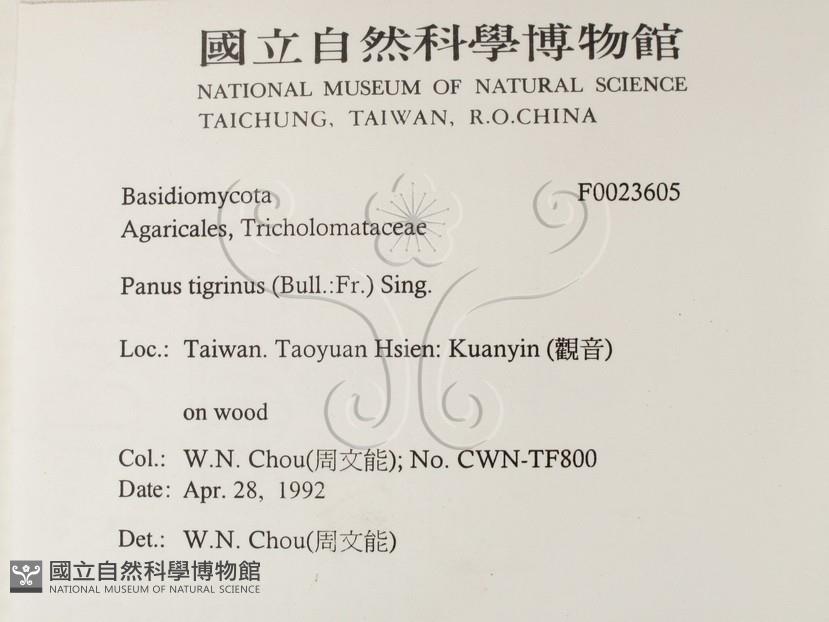 國立自然科學博物館
NATIONAL MUSEUM OF NATURAL SCIENCE
TAICHUNG, TAIWAN, R.O.CHINA
Basidiomycota F0023605
Agaricales, Tricholomataceae
Panus tigrinus (Bull.:Fr.) Sing.
Loc.: Taiwan. Taoyuan Hsien: Kuanyin (觀音)
on wood
Col.: W.N. Chou(周文能); No. CWN-TF800
Date: Apr. 28, 1992
Det.: W.N. Chou(周文能)
國立自然科學博物館
NATIONAL MUSEUM OF NATURAL SCIENCE